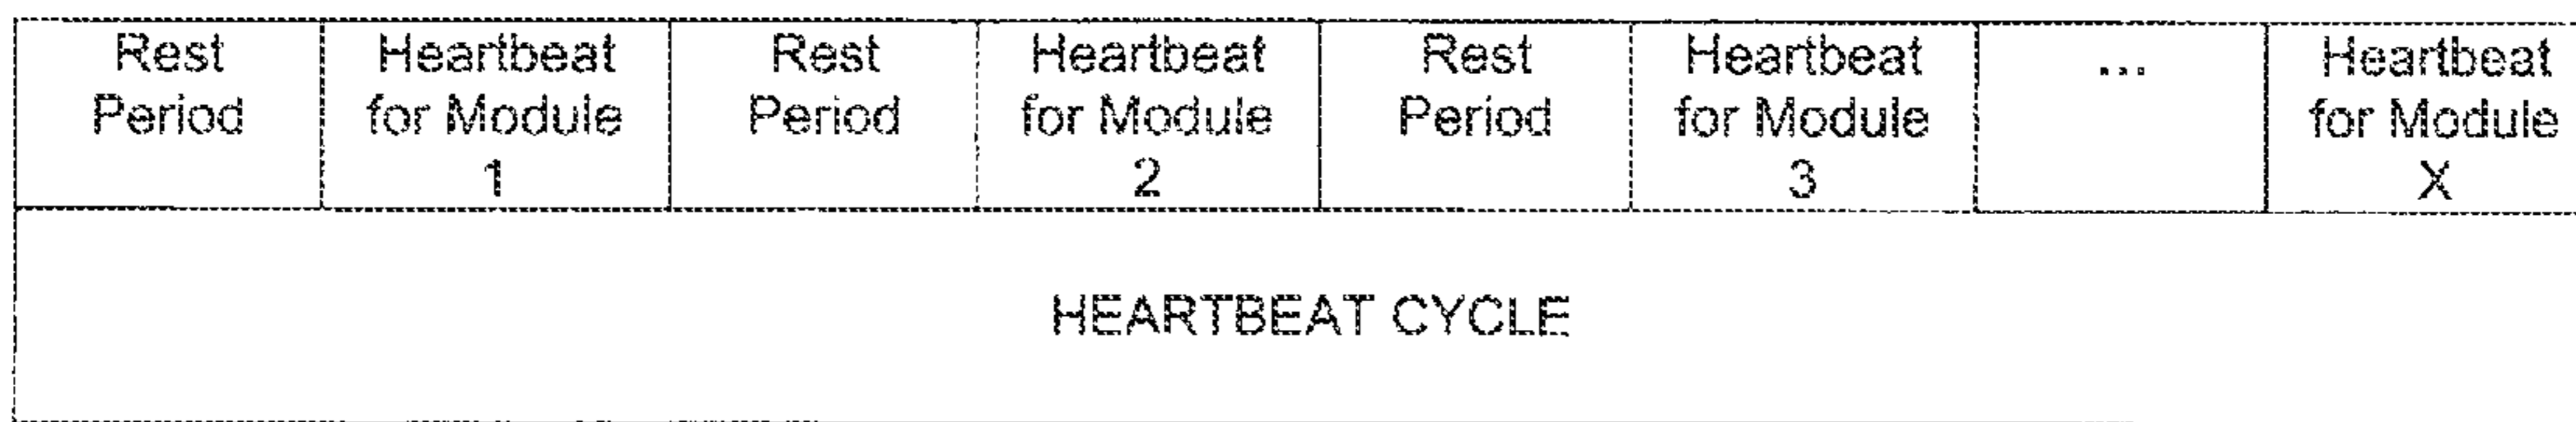 Rest Period
Heartbeat for Module 1
Rest Period
Heartbeat for Module 2
Rest Period
Heartbeat for Module 3
...
Heartbeat for Module X
HEARTBEAT CYCLE